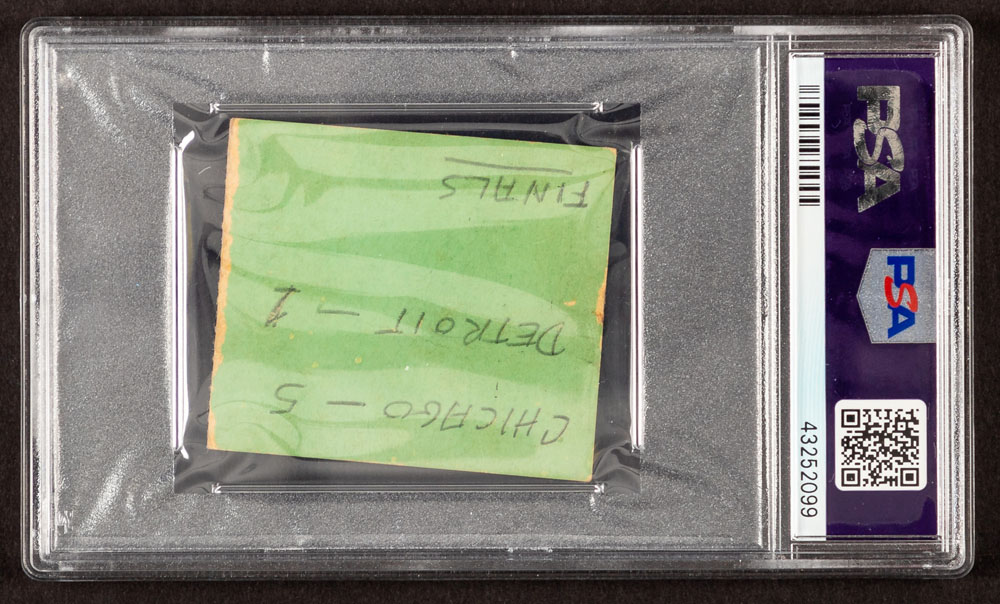 CHICAGO - 5
DETROIT - 1
FINALS
PSA
PSA
43252099